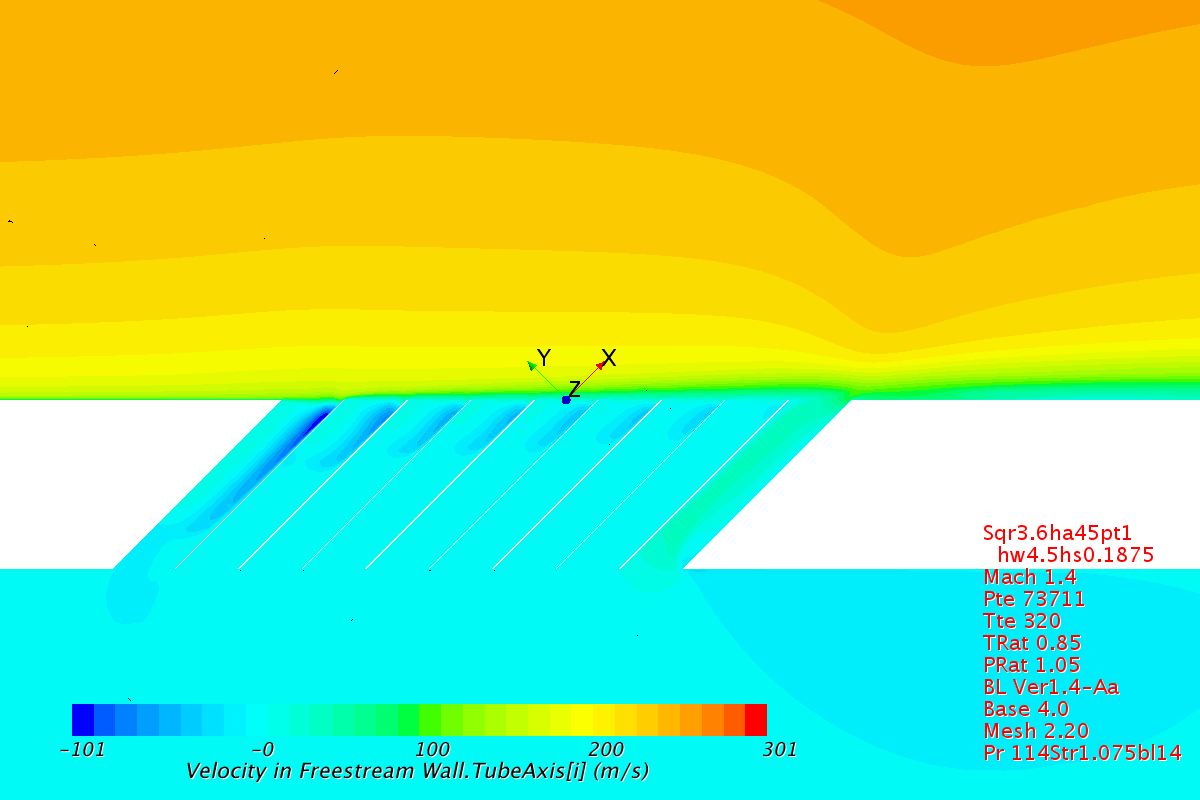 Y X
Z
Sqr3.6ha45pt1
hw4.5hs0.1875
Mach 1.4
Pte 73711
Tte 320
TRat 0.85
PRat 1.05
BL Ver1.4-Aa
Base 4.0
Mesh 2.20
Pr 114Str1.075bl14
-101 -0 100 200 301
Velocity in Freestream Wall.TubeAxis[i] (m/s)